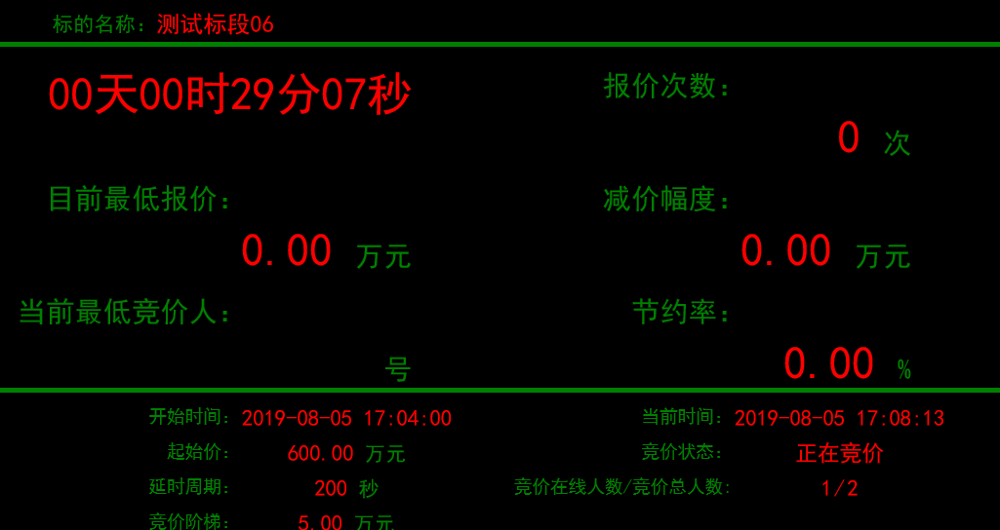 标的名称：测试标段06
00天00时29分07秒 报价次数：
0 次
目前最低报价： 减价幅度：
0.00 万元 0.00 万元
当前最低竞价人： 节约率：
号 0.00 %
开始时间： 2019-08-05 17:04:00 当前时间： 2019-08-05 17:08:13
起始价： 600.00 万元 竞价状态： 正在竞价
延时周期： 200 秒 竞价在线人数/竞价总人数: 1/2
竞价阶梯： 5.00 万元